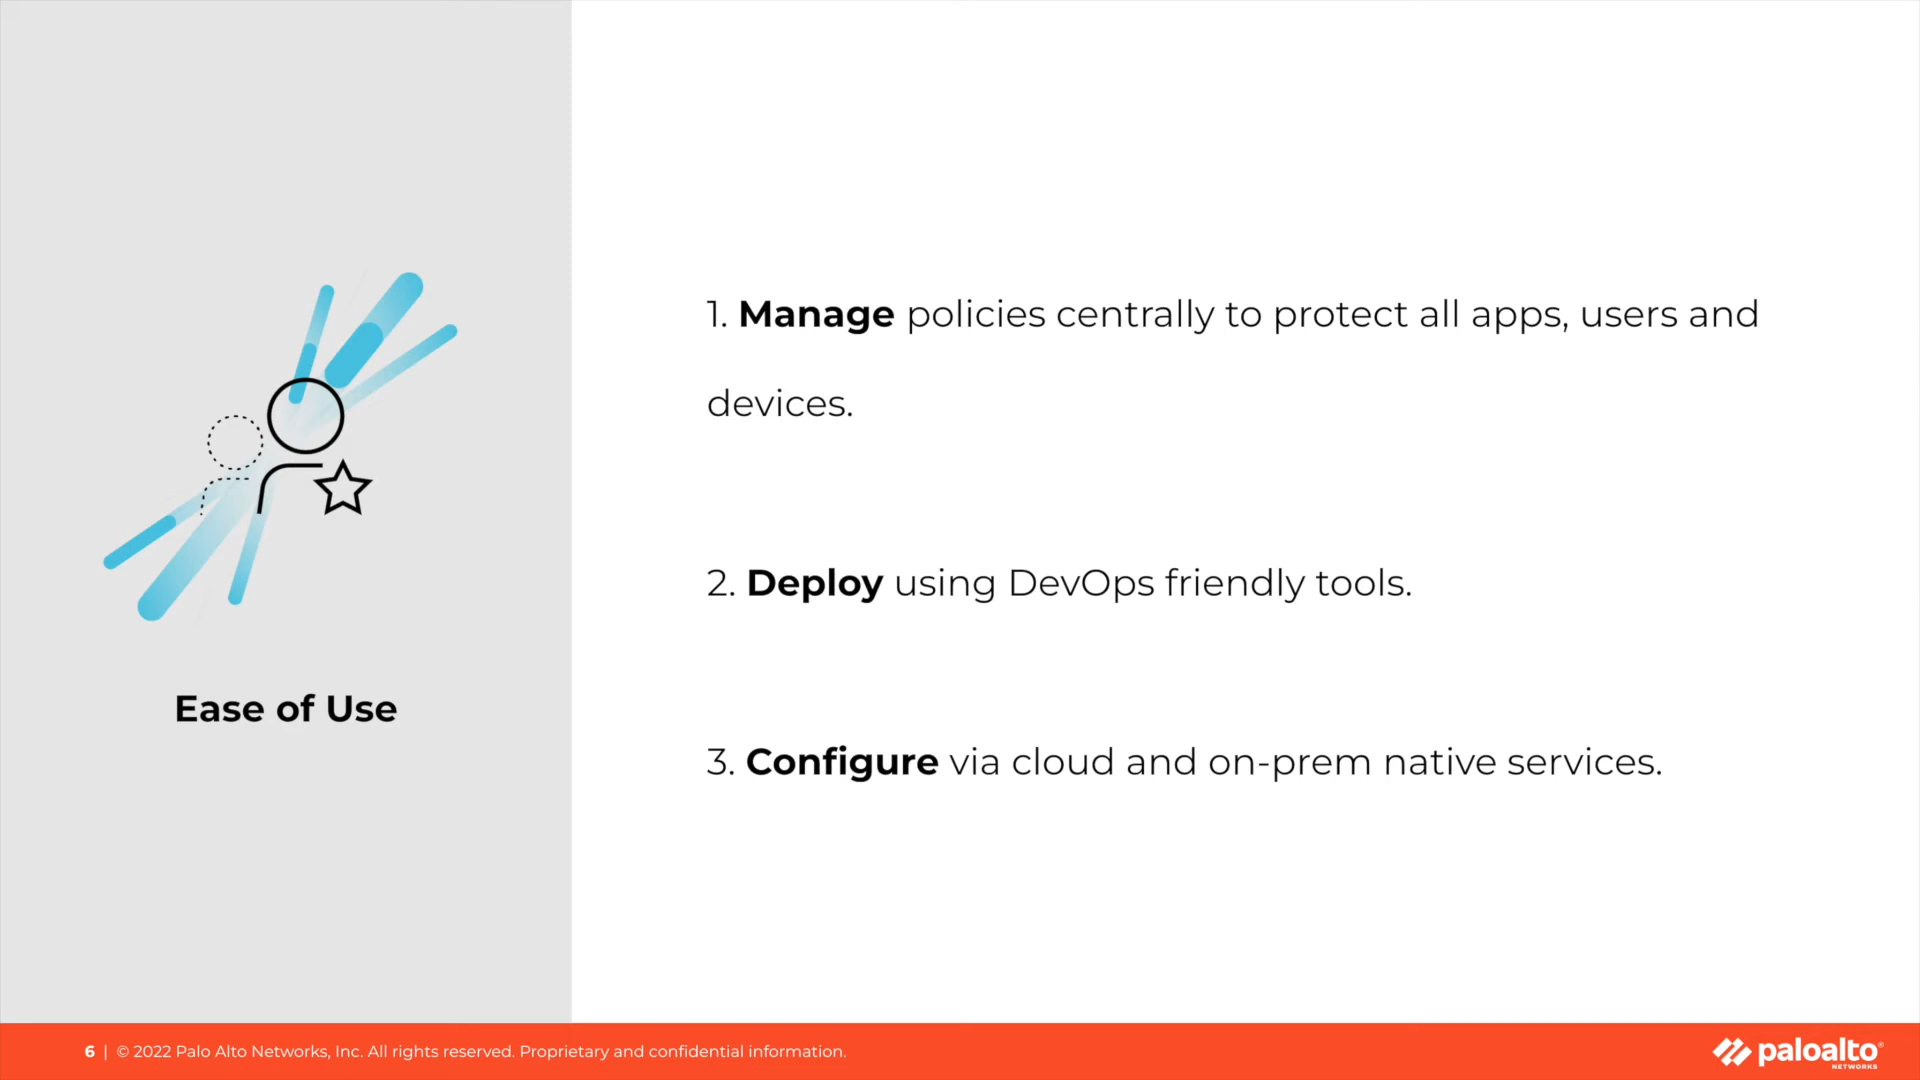 Ease of Use
1. Manage policies centrally to protect all apps, users and
devices.
2. Deploy using DevOps friendly tools.
3. Configure via cloud and on-prem native services.
6 | © 2022 Palo Alto Networks, Inc. All rights reserved. Proprietary and confidential information.
paloalto®
NETWORKS